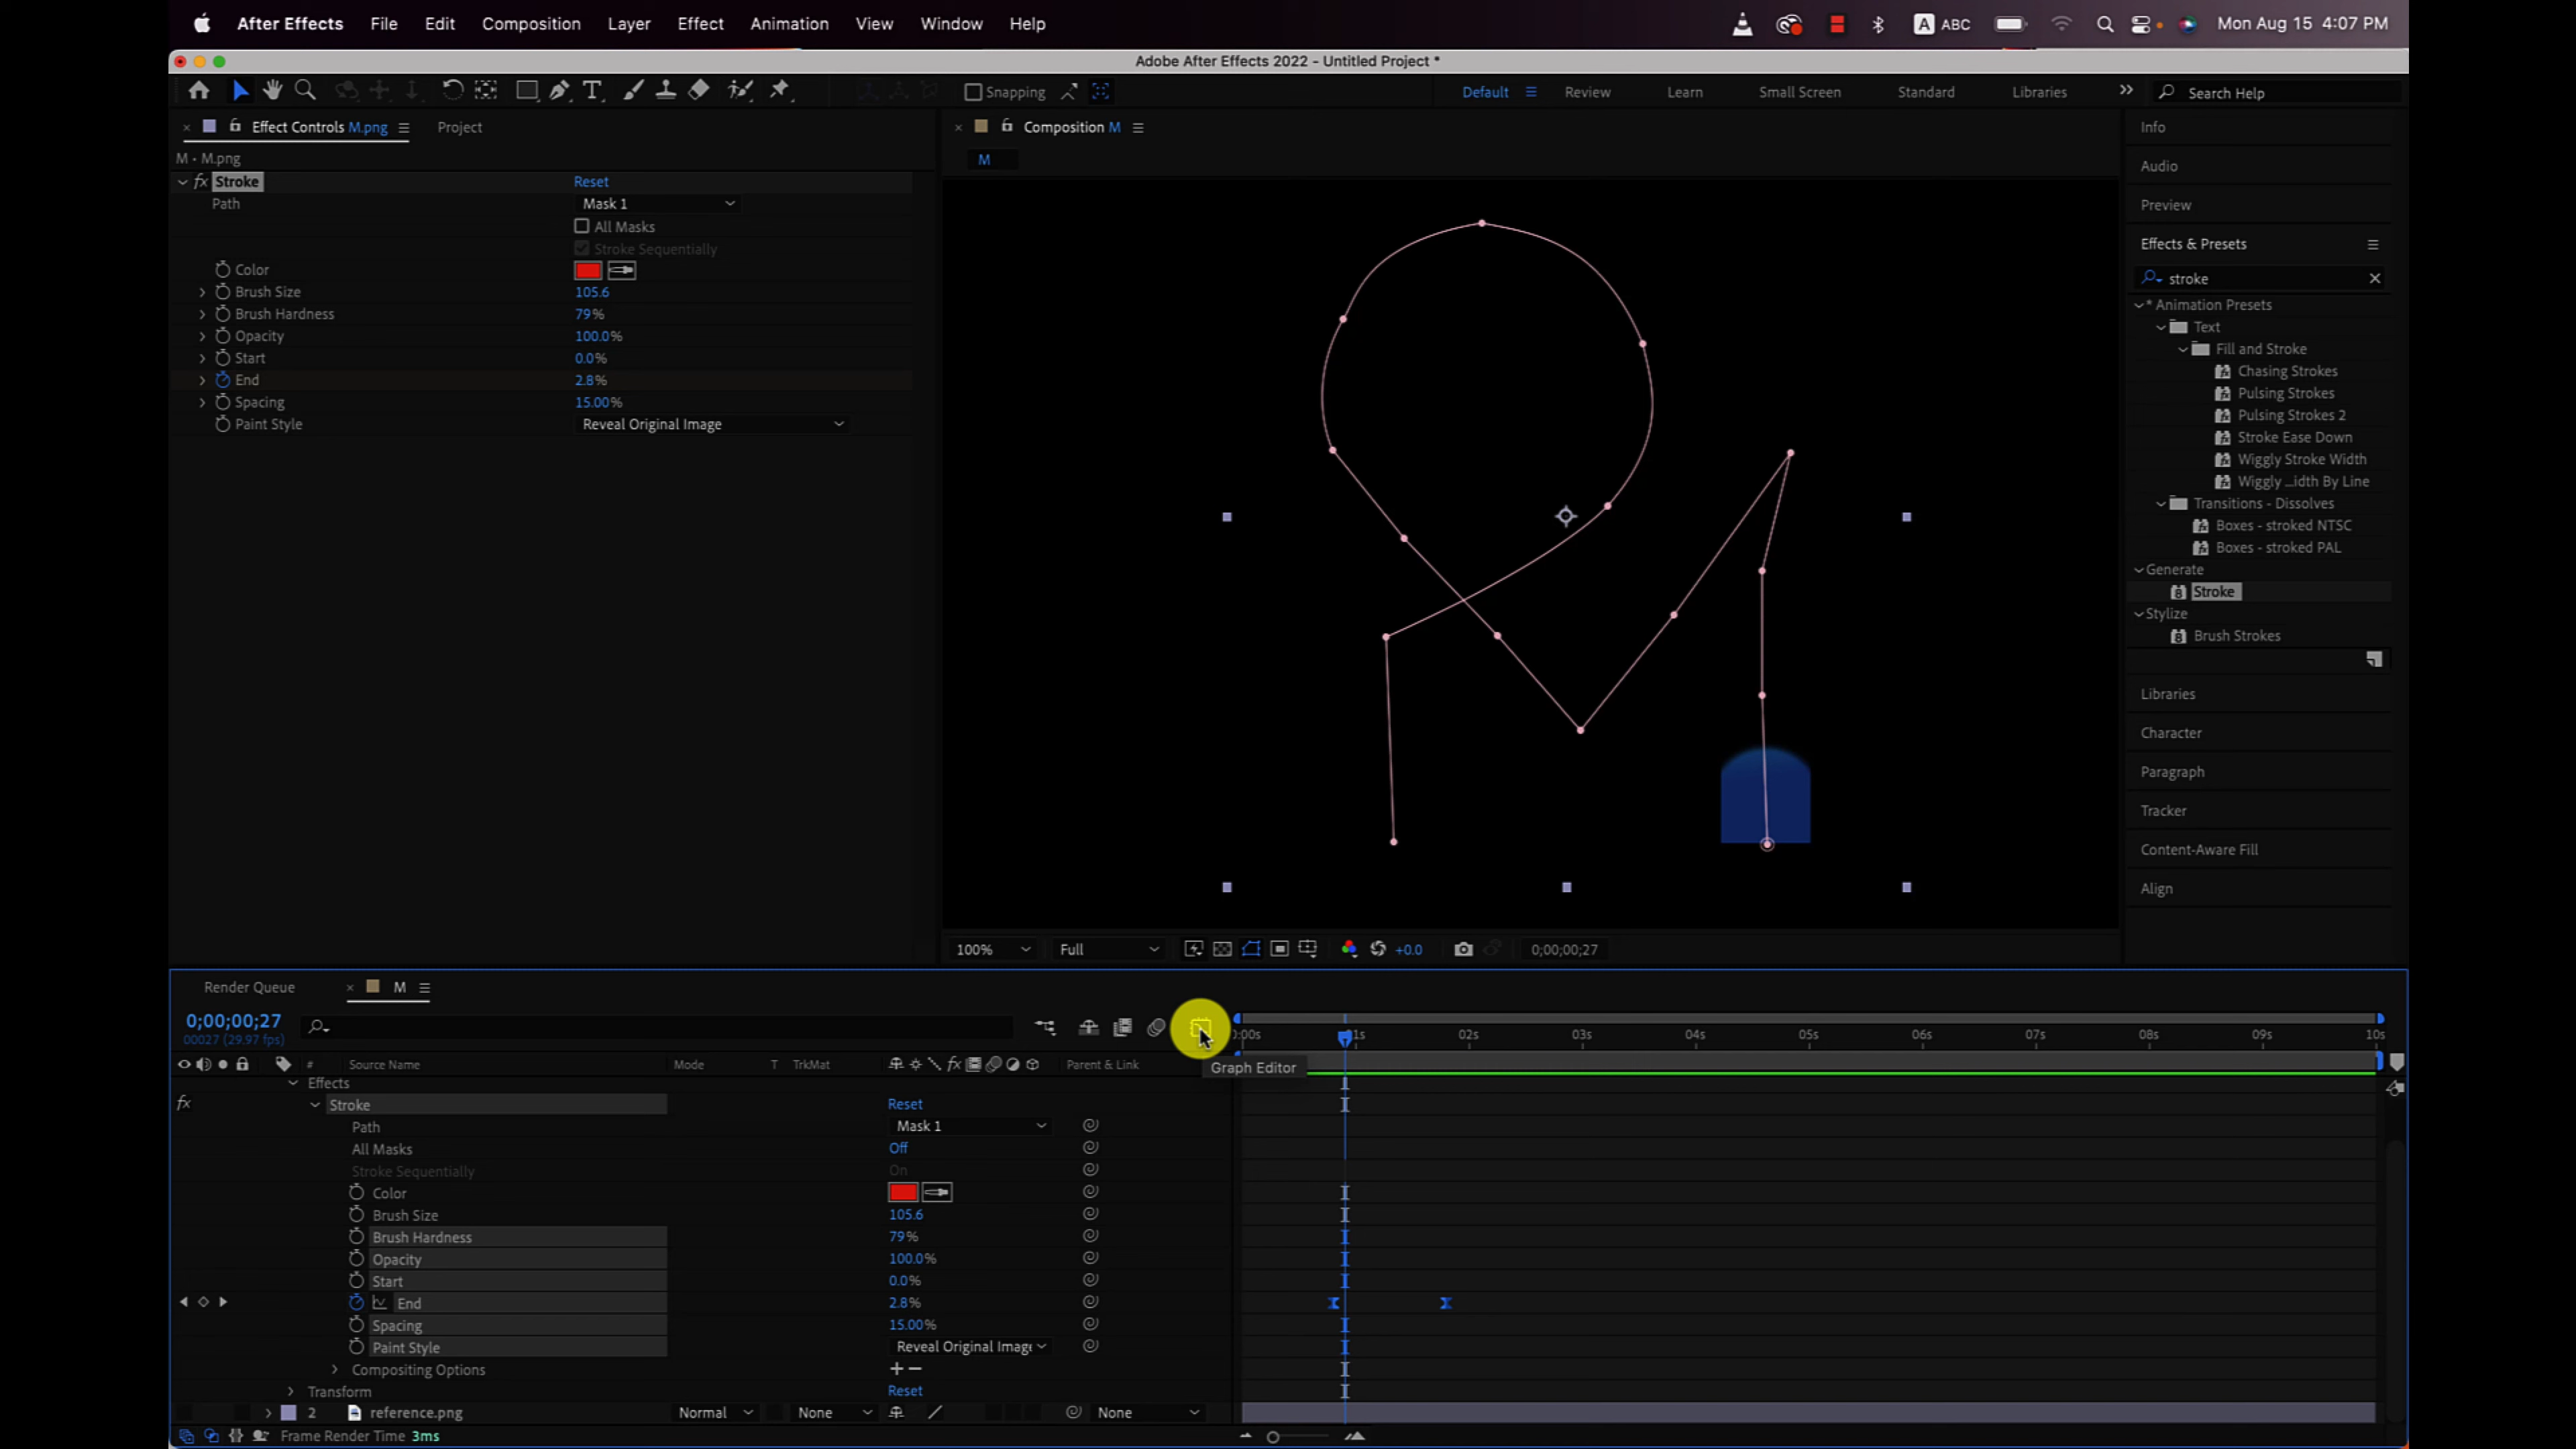 After Effects File Edit Composition Layer Effect Animation View Window Help A ABC Mon Aug 15 4:07 PM
Adobe After Effects 2022 - Untitled Project *
T Snapping Default Review Learn Small Screen Standard Libraries Search Help
Effect Controls M.png Project
M • M.png
fx Stroke Reset
Path Mask 1
All Masks
Stroke Sequentially
Color
Brush Size 105.6
Brush Hardness 79%
Opacity 100.0%
Start 0.0%
End 2.8%
Spacing 15.00%
Paint Style Reveal Original Image
Composition M
M
100% Full +0.0 0;00;00;27
Info
Audio
Preview
Effects & Presets
stroke
* Animation Presets
Text
Fill and Stroke
Chasing Strokes
Pulsing Strokes
Pulsing Strokes 2
Stroke Ease Down
Wiggly Stroke Width
Wiggly ...idth By Line
Transitions - Dissolves
Boxes - stroked NTSC
Boxes - stroked PAL
Generate
Stroke
Stylize
Brush Strokes
Libraries
Character
Paragraph
Tracker
Content-Aware Fill
Align
Render Queue M
0;00;00;27
00027 (29.97 fps)
0:00s 01s 02s 03s 04s 05s 06s 07s 08s 09s 10s
Graph Editor
# Source Name Mode T TrkMat fx Parent & Link
Effects
fx Stroke Reset
Path Mask 1
All Masks Off
Stroke Sequentially On
Color
Brush Size 105.6
Brush Hardness 79%
Opacity 100.0%
Start 0.0%
End 2.8%
Spacing 15.00%
Paint Style Reveal Original Image
Compositing Options + −
Transform Reset
2 reference.png Normal None None
Frame Render Time 3ms